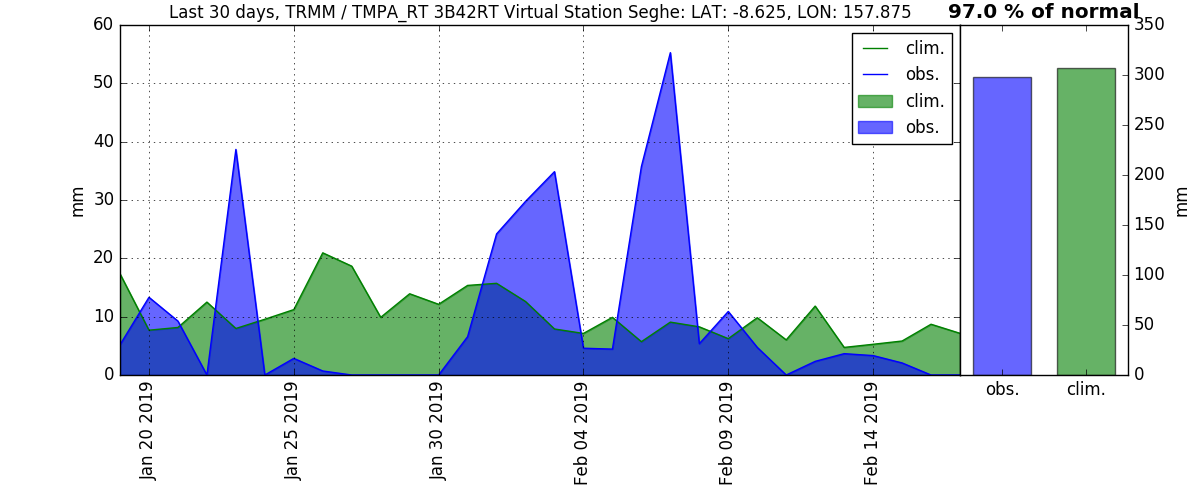 Last 30 days, TRMM / TMPA_RT 3B42RT Virtual Station Seghe: LAT: -8.625, LON: 157.875
97.0 % of normal
60
50
40
30
20
10
0
mm
clim.
obs.
clim.
obs.
350
300
250
200
150
100
50
0
mm
Jan 20 2019
Jan 25 2019
Jan 30 2019
Feb 04 2019
Feb 09 2019
Feb 14 2019
obs.
clim.